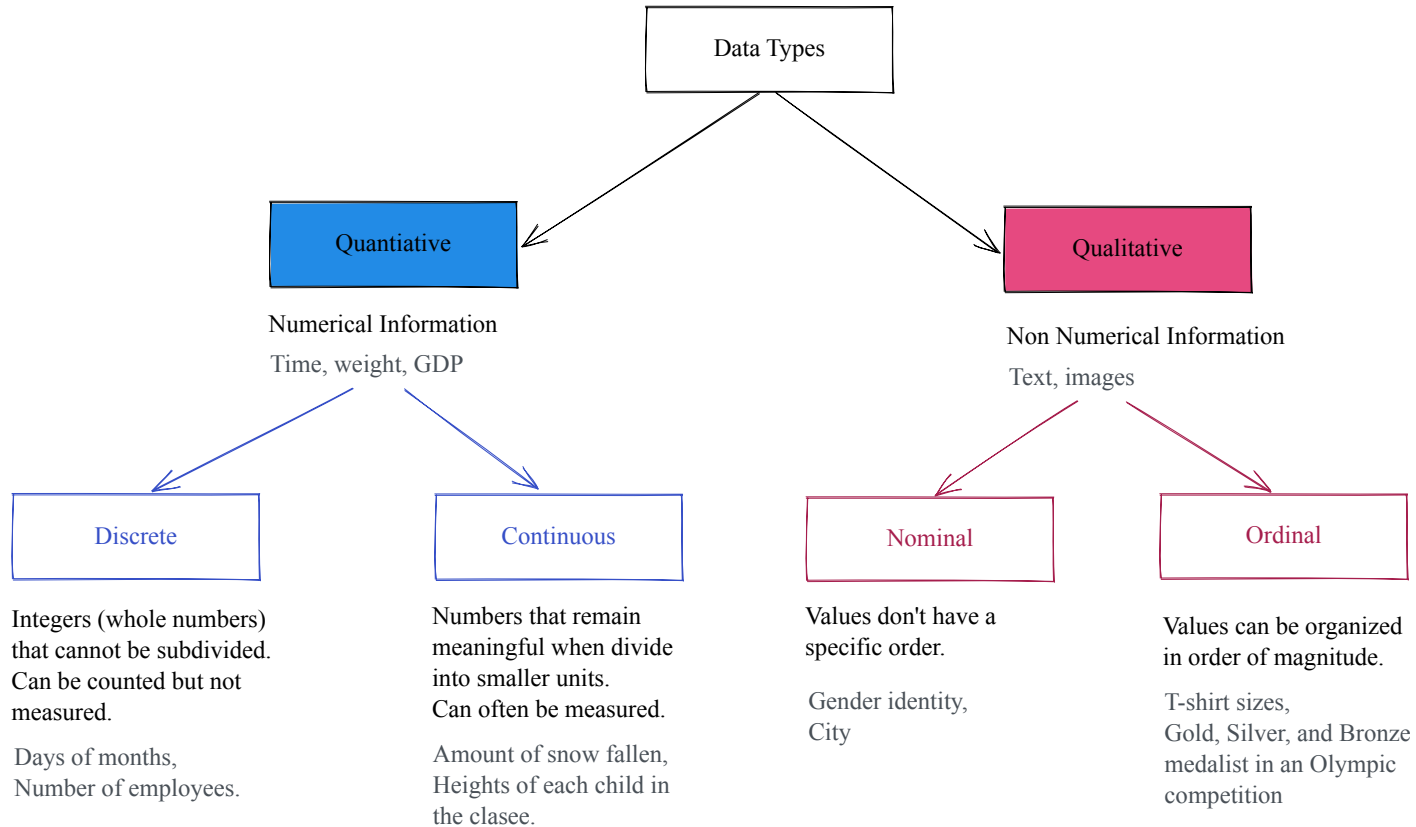 Data Types
Quantiative
Qualitative
Numerical Information
Time, weight, GDP
Non Numerical Information
Text, images
Discrete
Continuous
Nominal
Ordinal
Integers (whole numbers)
that cannot be subdivided.
Can be counted but not
measured.
Days of months,
Number of employees.
Numbers that remain
meaningful when divide
into smaller units.
Can often be measured.
Amount of snow fallen,
Heights of each child in
the clasee.
Values don't have a
specific order.
Gender identity,
City
Values can be organized
in order of magnitude.
T-shirt sizes,
Gold, Silver, and Bronze
medalist in an Olympic
competition